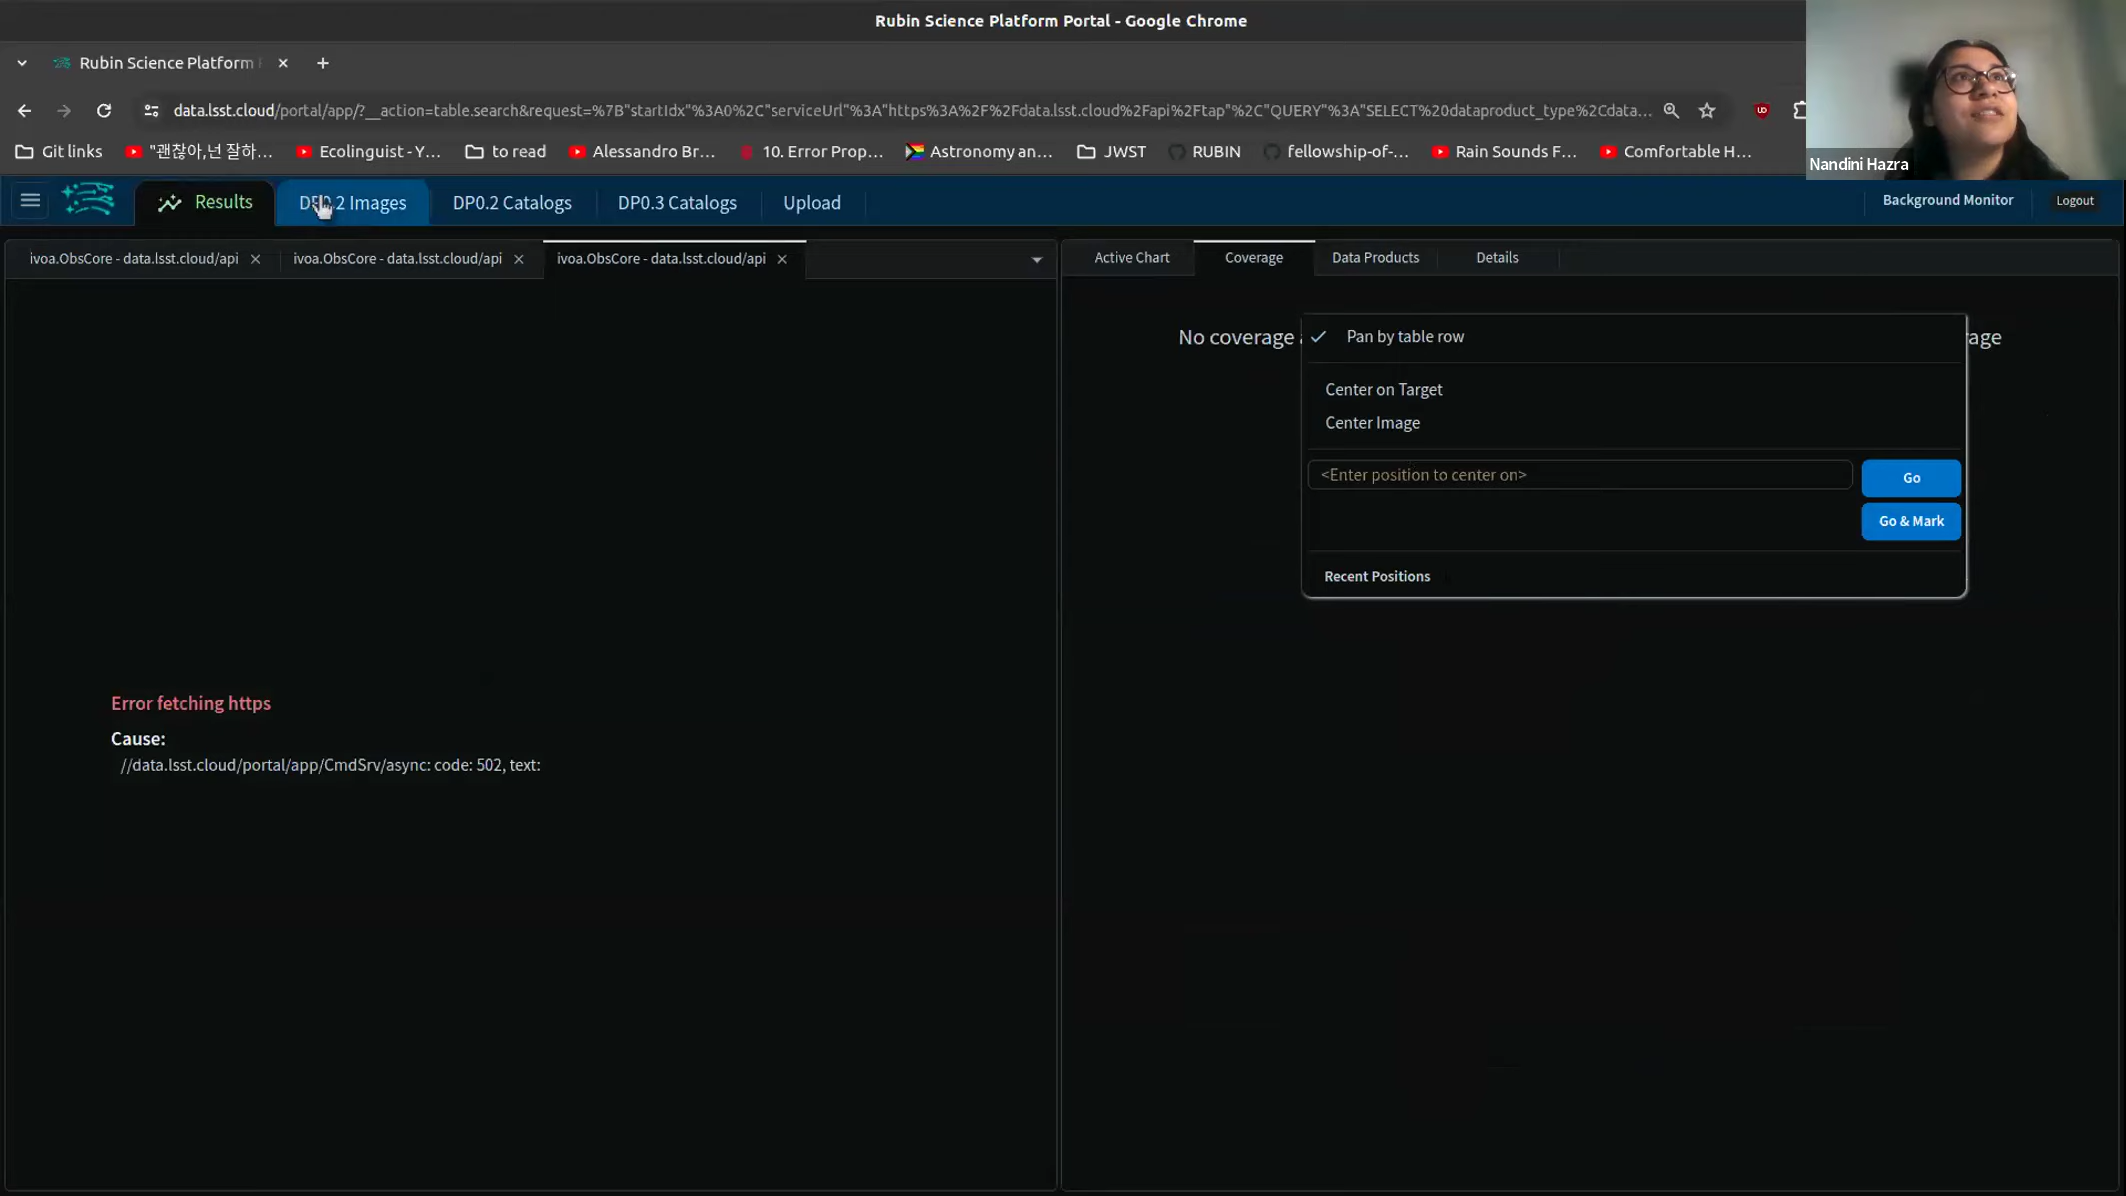 Rubin Science Platform Portal - Google Chrome
Rubin Science Platform
data.lsst.cloud/portal/app/?__action=table.search&request=%7B"startIdx"%3A0%2C"serviceUrl"%3A"https%3A%2F%2Fdata.lsst.cloud%2Fapi%2Ftap"%2C"QUERY"%3A"SELECT%20dataproduct_type%2Cdata...
Git links "괜찮아,넌 잘하... Ecolinguist - Y... to read Alessandro Br... 10. Error Prop... Astronomy an... JWST RUBIN fellowship-of-... Rain Sounds F... Comfortable H...
Nandini Hazra
Results DP0.2 Images DP0.2 Catalogs DP0.3 Catalogs Upload Background Monitor Logout
ivoa.ObsCore - data.lsst.cloud/api ivoa.ObsCore - data.lsst.cloud/api ivoa.ObsCore - data.lsst.cloud/api
Active Chart Coverage Data Products Details
No coverage
Pan by table row
Center on Target
Center Image
<Enter position to center on>
Go
Go & Mark
Recent Positions
Error fetching https
Cause:
//data.lsst.cloud/portal/app/CmdSrv/async: code: 502, text: